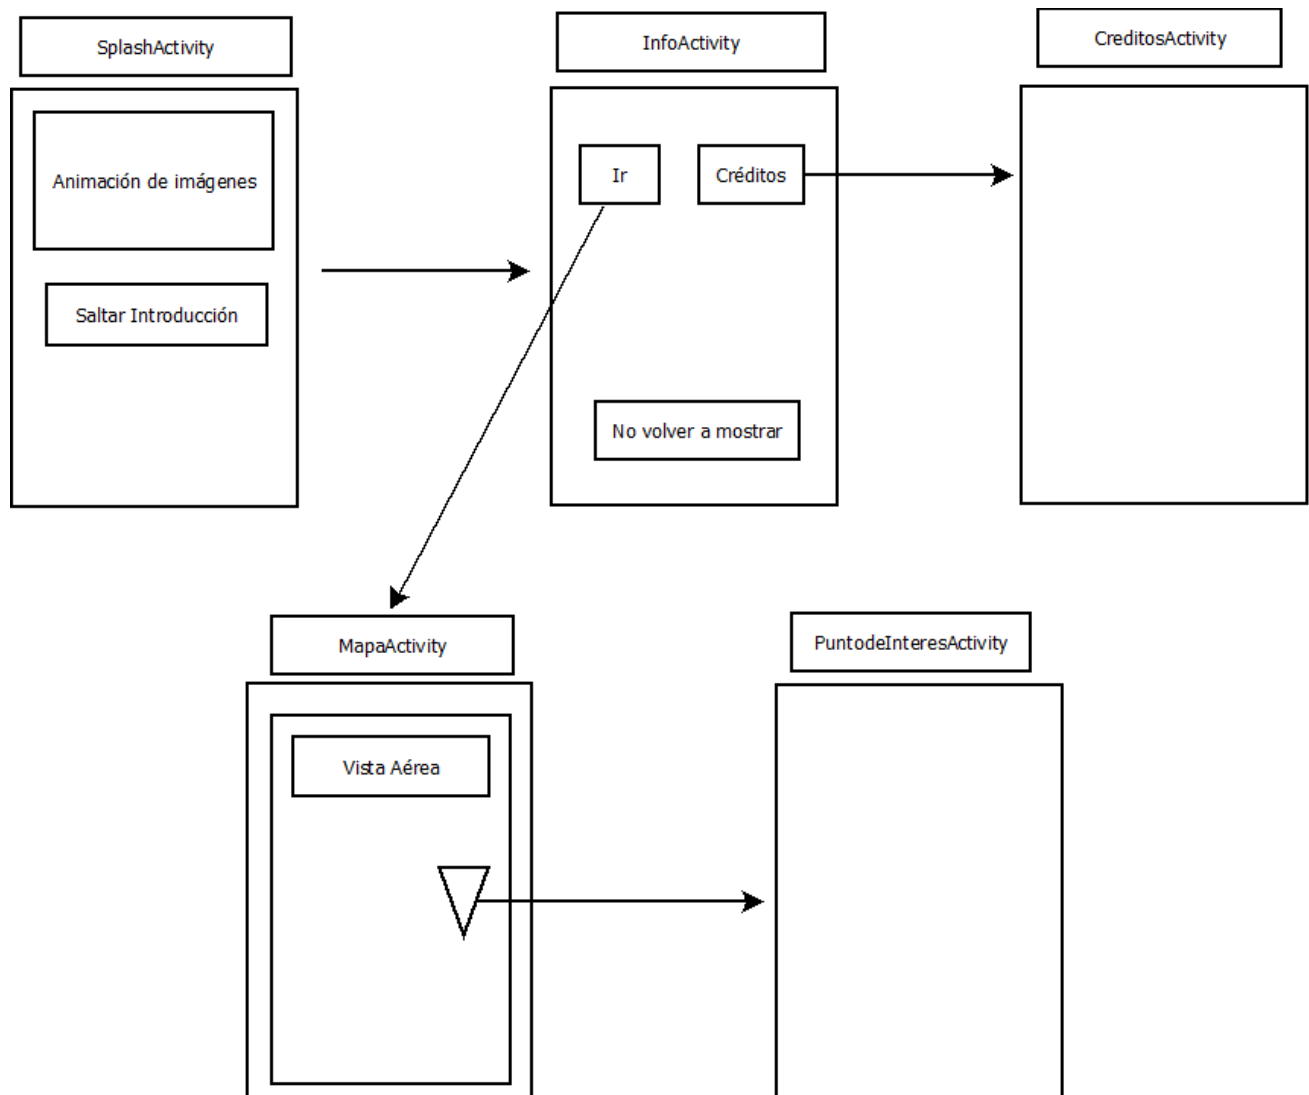 SplashActivity
InfoActivity
CreditosActivity
Animación de imágenes
Saltar Introducción
Ir
Créditos
No volver a mostrar
MapaActivity
PuntodeInteresActivity
Vista Aérea